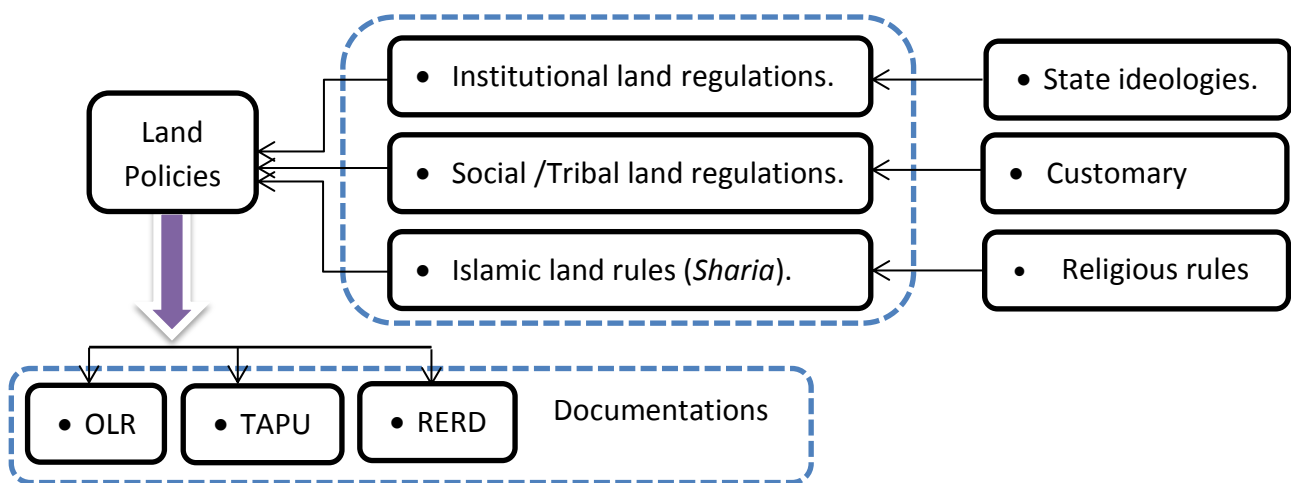 Land
Policies
• Institutional land regulations.
• Social /Tribal land regulations.
• Islamic land rules (Sharia).
• State ideologies.
• Customary
• Religious rules
• OLR
• TAPU
• RERD
Documentations